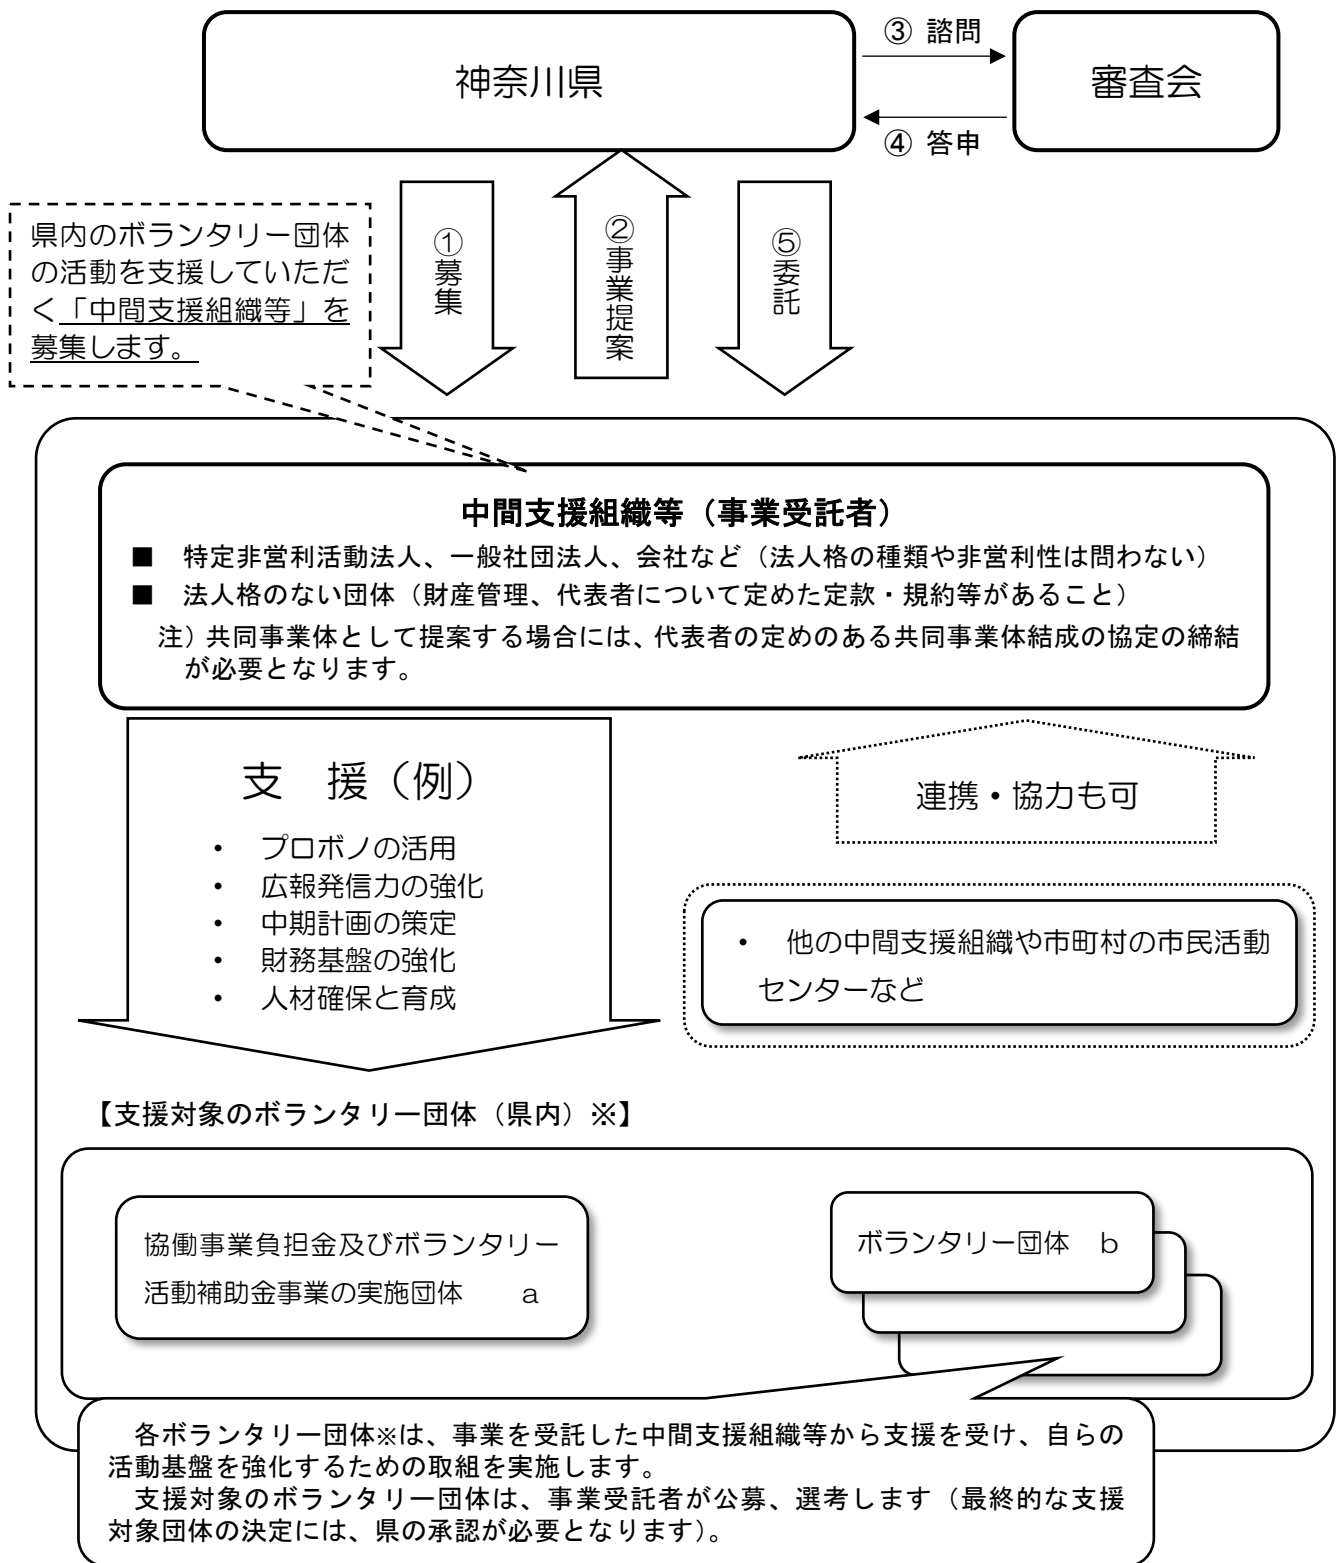 神奈川県
③ 諮問
審査会
④ 答申
県内のボランタリー団体
の活動を支援していただ
く「中間支援組織等」を
募集します。
①募集
②事業提案
⑤委託
中間支援組織等（事業受託者）
■ 特定非営利活動法人、一般社団法人、会社など（法人格の種類や非営利性は問わない）
■ 法人格のない団体（財産管理、代表者について定めた定款・規約等があること）
注）共同事業体として提案する場合には、代表者の定めのある共同事業体結成の協定の締結
が必要となります。
支 援（例）
・ プロボノの活用
・ 広報発信力の強化
・ 中期計画の策定
・ 財務基盤の強化
・ 人材確保と育成
連携・協力も可
・ 他の中間支援組織や市町村の市民活動
センターなど
【支援対象のボランタリー団体（県内）※】
協働事業負担金及びボランタリー
活動補助金事業の実施団体 a
ボランタリー団体 b
各ボランタリー団体※は、事業を受託した中間支援組織等から支援を受け、自らの
活動基盤を強化するための取組を実施します。
支援対象のボランタリー団体は、事業受託者が公募、選考します（最終的な支援
対象団体の決定には、県の承認が必要となります）。